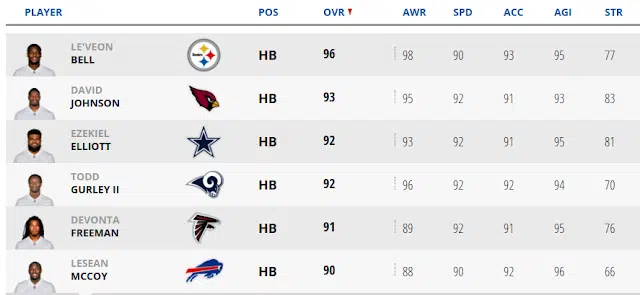 PLAYER POS OVR AWR SPD ACC AGI STR
LE'VEON
BELL HB 96 98 90 93 95 77
DAVID
JOHNSON HB 93 95 92 91 93 83
EZEKIEL
ELLIOTT HB 92 93 92 91 95 81
TODD
GURLEY II HB 92 96 92 92 94 70
DEVONTA
FREEMAN HB 91 89 92 91 95 76
LESEAN
MCCOY HB 90 88 90 92 96 66